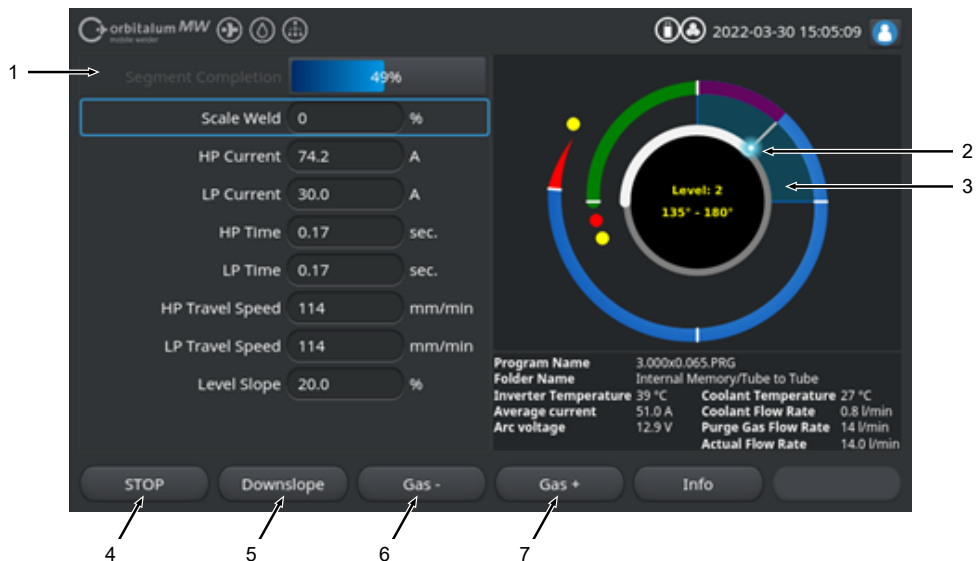 orbitalum MW
mobile welder
2022-03-30 15:05:09
1
Segment Completion 49%
Scale Weld 0 %
HP Current 74.2 A
LP Current 30.0 A
HP Time 0.17 sec.
LP Time 0.17 sec.
HP Travel Speed 114 mm/min
LP Travel Speed 114 mm/min
Level Slope 20.0 %
Level: 2
135° - 180°
2
3
Program Name 3.000x0.065.PRG
Folder Name Internal Memory/Tube to Tube
Inverter Temperature 39 °C Coolant Temperature 27 °C
Average current 51.0 A Coolant Flow Rate 0.8 l/min
Arc voltage 12.9 V Purge Gas Flow Rate 14 l/min
Actual Flow Rate 14.0 l/min
STOP Downslope Gas - Gas + Info
4 5 6 7